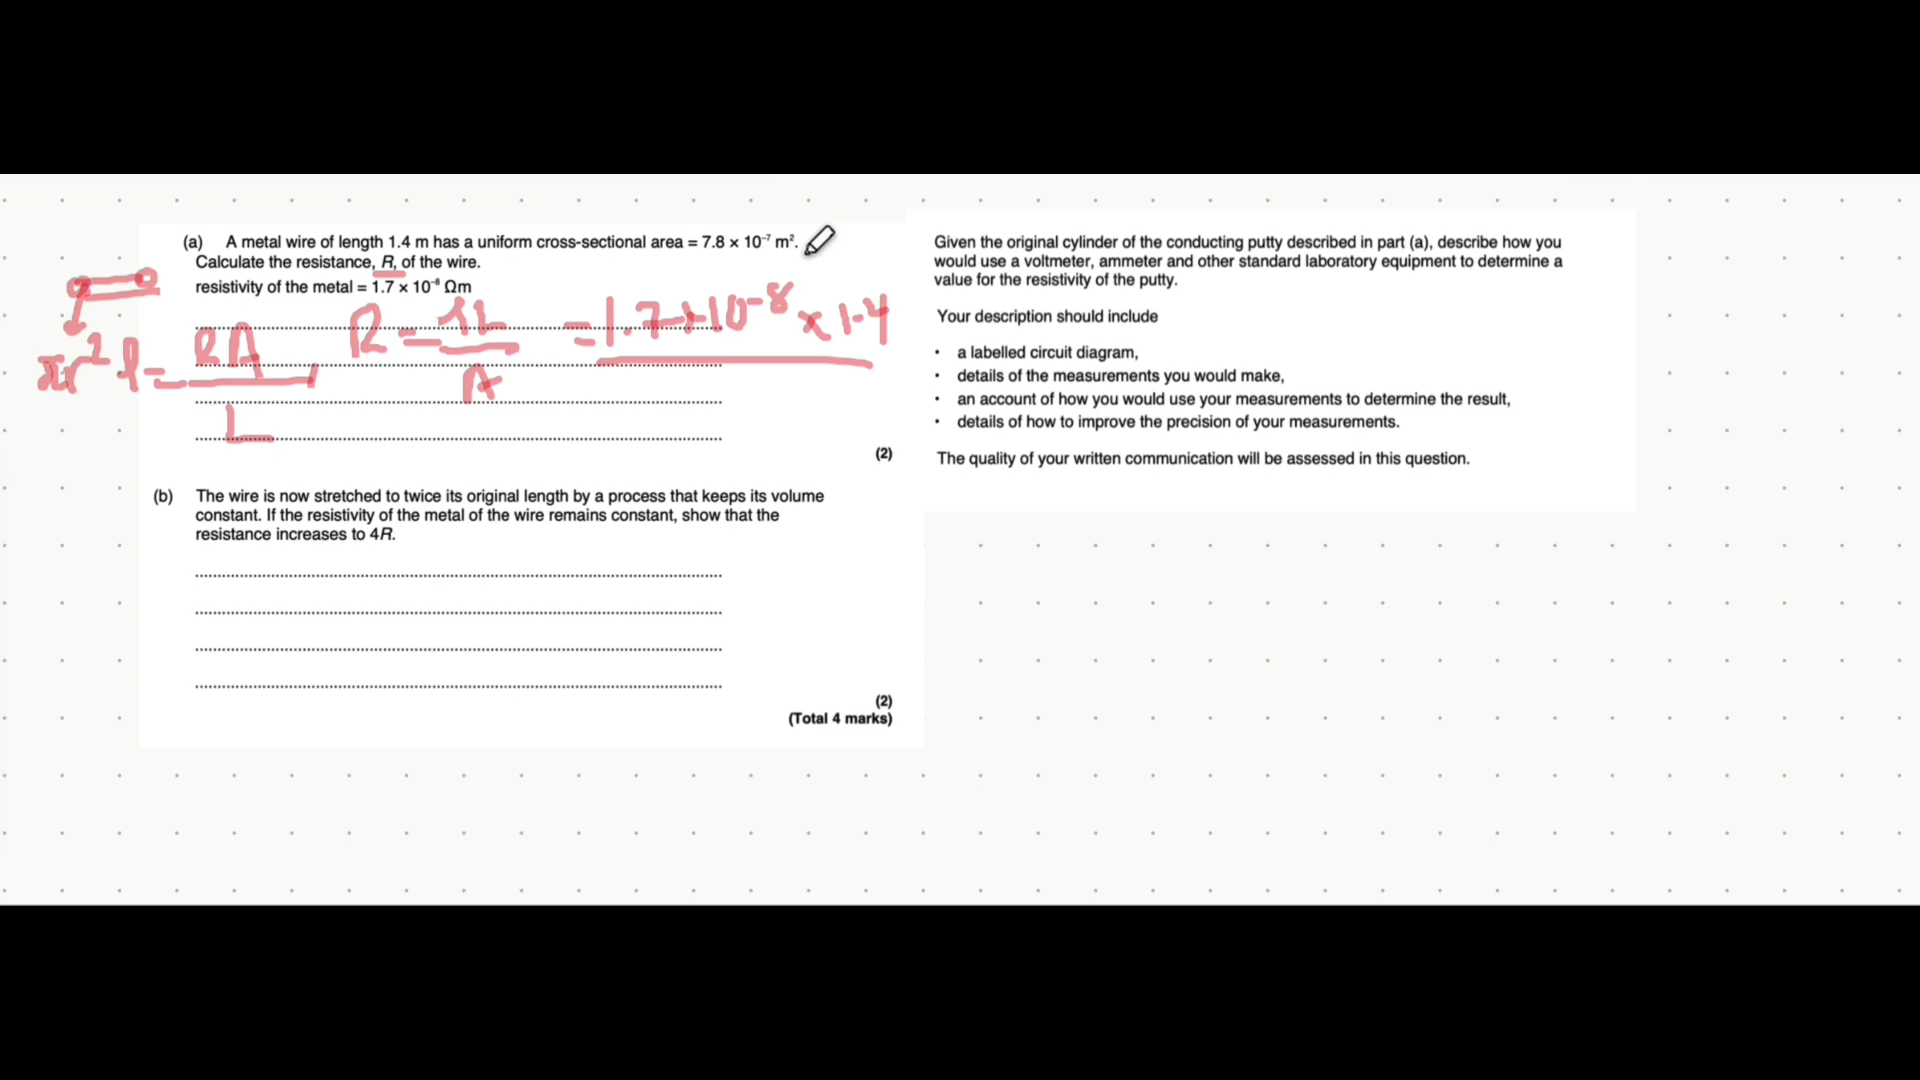 (a) A metal wire of length 1.4 m has a uniform cross-sectional area = 7.8 × 10⁻⁷ m².
Calculate the resistance, R, of the wire.
resistivity of the metal = 1.7 × 10⁻⁸ Ωm
πr² ρ = RA / L
R = ρL / A = 1.7 × 10⁻⁸ × 1.4
(2)
(b) The wire is now stretched to twice its original length by a process that keeps its volume
constant. If the resistivity of the metal of the wire remains constant, show that the
resistance increases to 4R.
(2)
(Total 4 marks)
Given the original cylinder of the conducting putty described in part (a), describe how you
would use a voltmeter, ammeter and other standard laboratory equipment to determine a
value for the resistivity of the putty.
Your description should include
• a labelled circuit diagram,
• details of the measurements you would make,
• an account of how you would use your measurements to determine the result,
• details of how to improve the precision of your measurements.
The quality of your written communication will be assessed in this question.